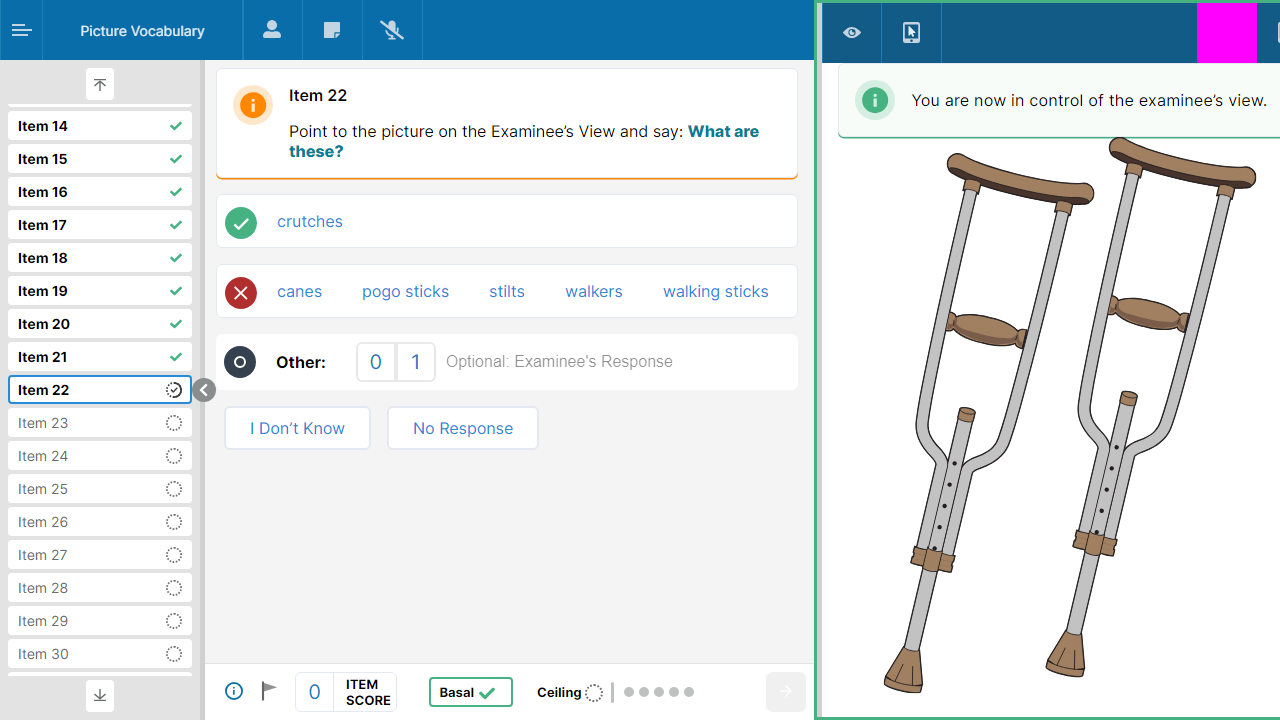 Picture Vocabulary
Item 14
Item 15
Item 16
Item 17
Item 18
Item 19
Item 20
Item 21
Item 22
Item 23
Item 24
Item 25
Item 26
Item 27
Item 28
Item 29
Item 30
Item 22
Point to the picture on the Examinee’s View and say: What are
these?
crutches
canes pogo sticks stilts walkers walking sticks
Other: 0 1 Optional: Examinee's Response
I Don’t Know No Response
0 ITEM
SCORE
Basal
Ceiling
You are now in control of the examinee’s view.